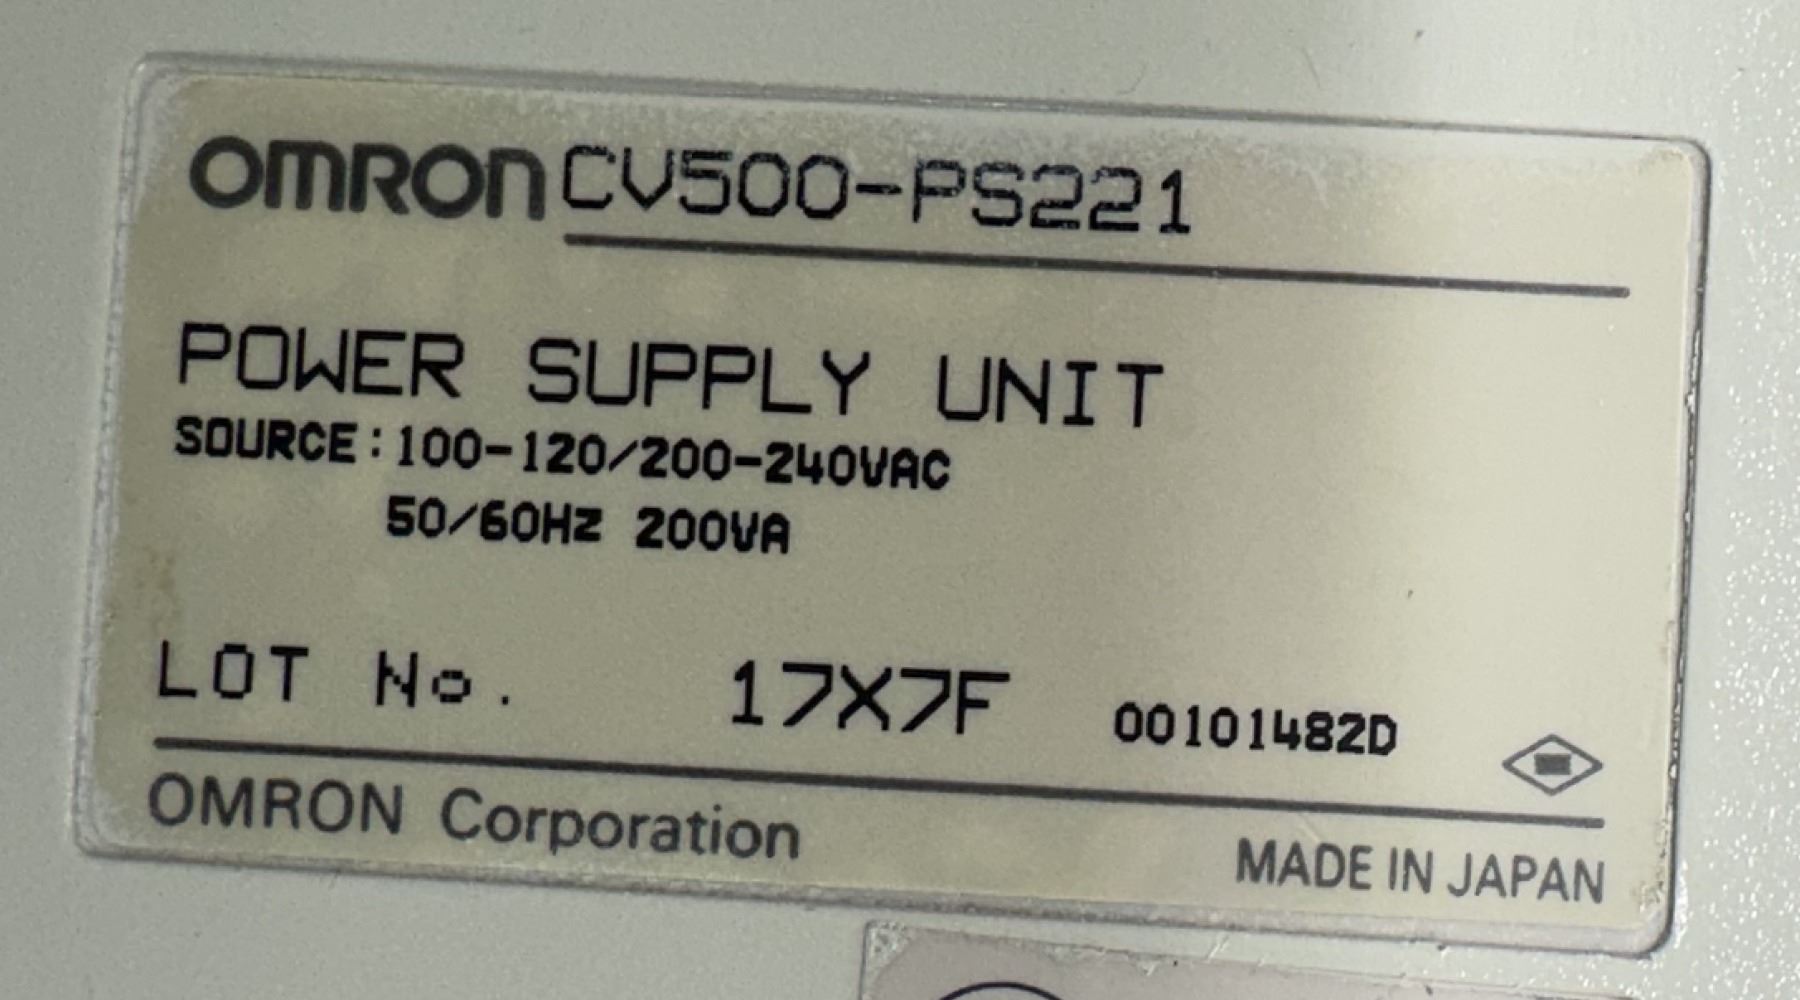 OMRON CV500-PS221
POWER SUPPLY UNIT
SOURCE:100-120/200-240VAC
50/60HZ 200VA
LOT No. 17X7F 00101482D
OMRON Corporation
MADE IN JAPAN